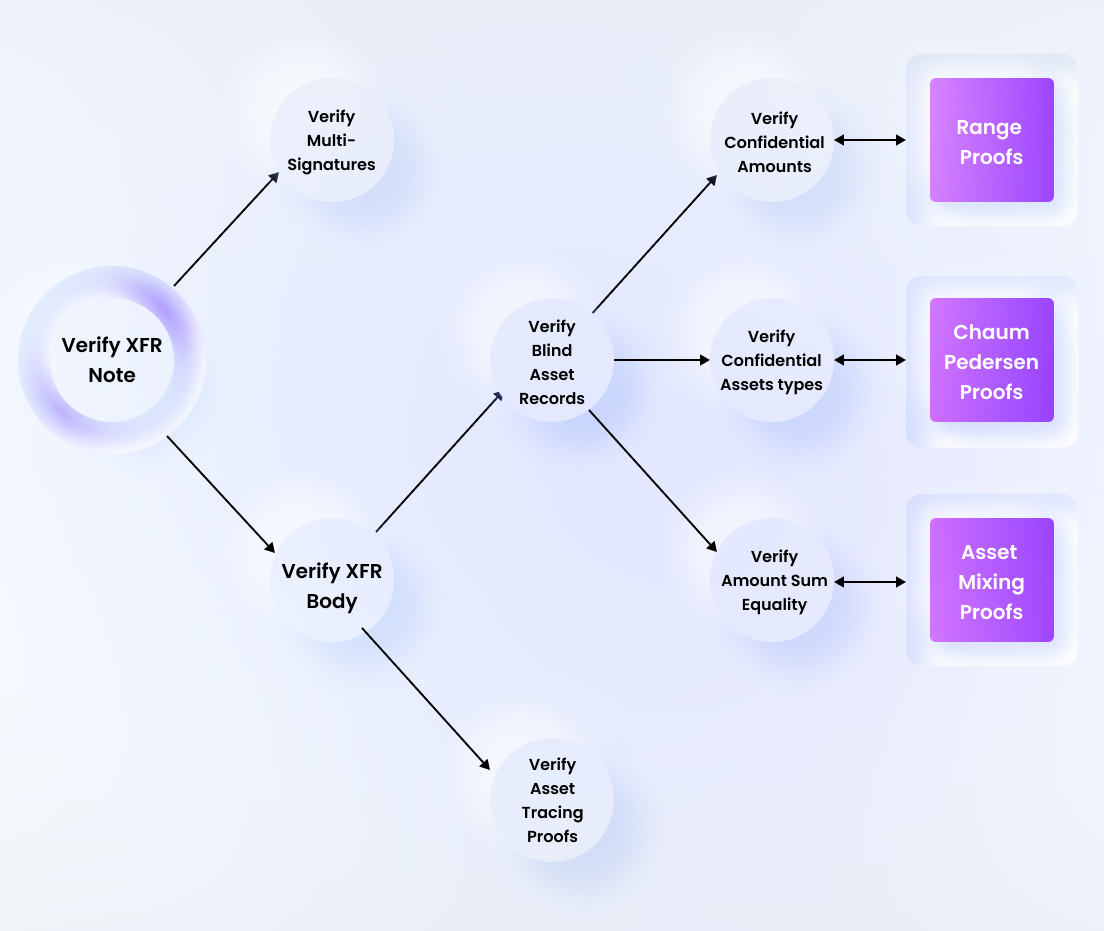 Verify
Multi-
Signatures
Verify
Confidential
Amounts
Range
Proofs
Verify XFR
Note
Verify
Blind
Asset
Records
Verify
Confidential
Assets types
Chaum
Pedersen
Proofs
Verify XFR
Body
Verify
Amount Sum
Equality
Asset
Mixing
Proofs
Verify
Asset
Tracing
Proofs